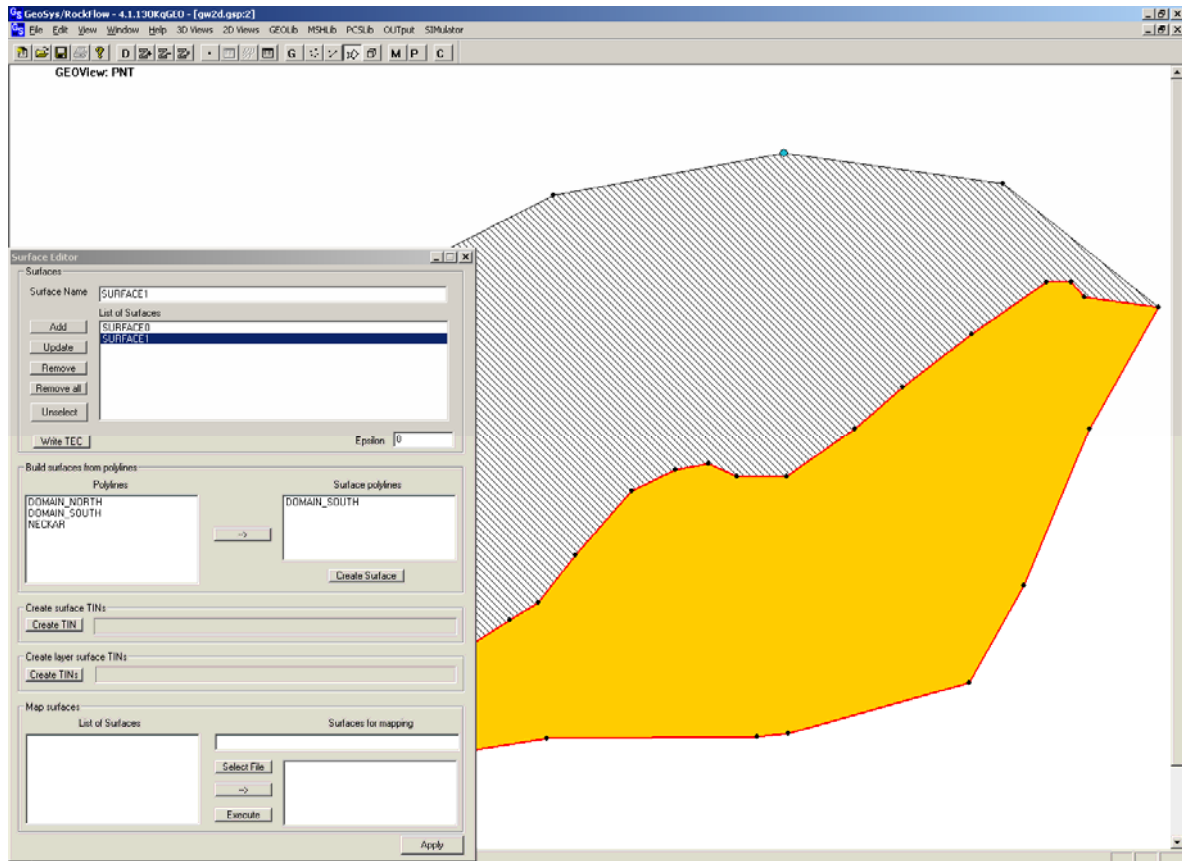 GeoSys/RockFlow - 4.1.130KqGEO - [gw2d.gsp:2]
File Edit View Window Help 3D Views 2D Views GEOLib MSHLib PCSLib OUTput SIMulator
D G M P C
GEOView: PNT
Surface Editor
Surfaces
Surface Name SURFACE1
List of Surfaces
Add SURFACE0
SURFACE1
Update
Remove
Remove all
Unselect
Write TEC Epsilon 0
Build surfaces from polylines
Polylines Surface polylines
DOMAIN_NORTH DOMAIN_SOUTH
DOMAIN_SOUTH
NECKAR
-->
Create Surface
Create surface TINs
Create TIN
Create layer surface TINs
Create TINs
Map surfaces
List of Surfaces Surfaces for mapping
Select File
-->
Execute
Apply